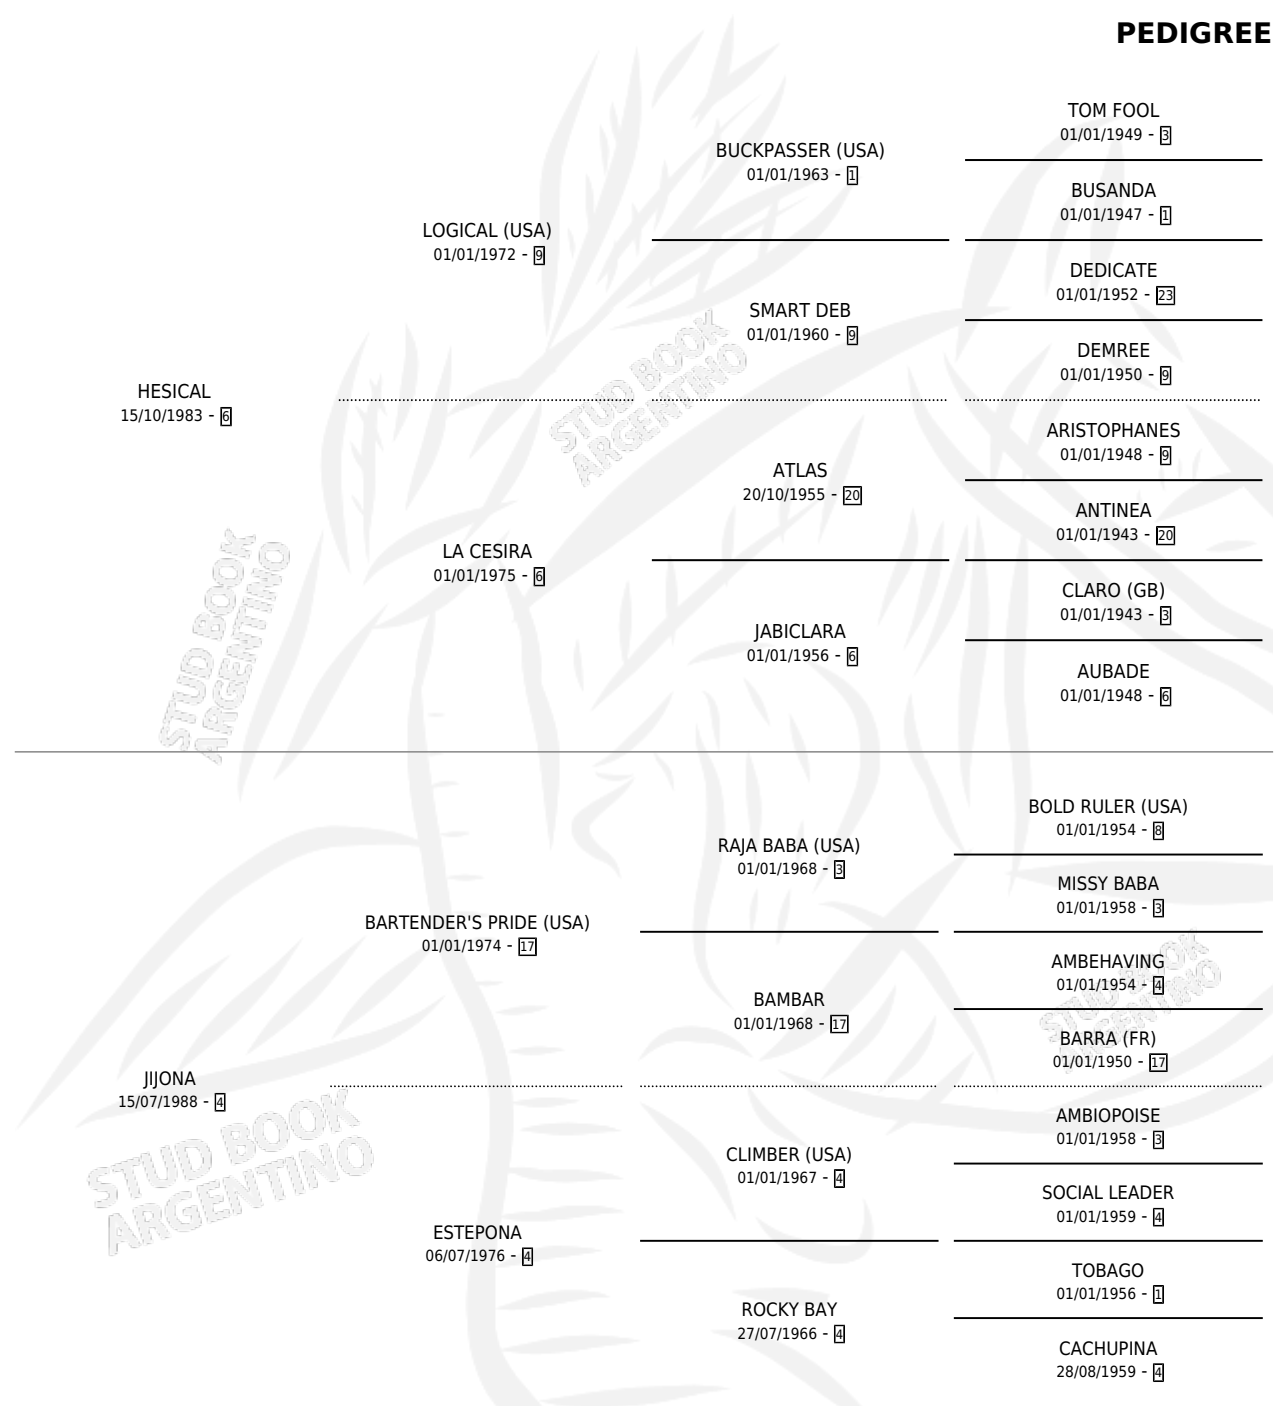 PEDIGREE
TOM FOOL
01/01/1949 - 3
BUCKPASSER (USA)
01/01/1963 - 1
BUSANDA
01/01/1947 - 1
LOGICAL (USA)
01/01/1972 - 9
DEDICATE
01/01/1952 - 23
SMART DEB
01/01/1960 - 9
DEMREE
01/01/1950 - 9
HESICAL
15/10/1983 - 6
ARISTOPHANES
01/01/1948 - 9
ATLAS
20/10/1955 - 20
ANTINEA
01/01/1943 - 20
LA CESIRA
01/01/1975 - 6
CLARO (GB)
01/01/1943 - 3
JABICLARA
01/01/1956 - 6
AUBADE
01/01/1948 - 6
STUD BOOK
ARGENTINO
STUD BOOK
ARGENTINO
BOLD RULER (USA)
01/01/1954 - 8
RAJA BABA (USA)
01/01/1968 - 3
MISSY BABA
01/01/1958 - 3
BARTENDER'S PRIDE (USA)
01/01/1974 - 17
AMBEHAVING
01/01/1954 - 4
BAMBAR
01/01/1968 - 17
BARRA (FR)
01/01/1950 - 17
STUD BOOK
ARGENTINO
JIJONA
15/07/1988 - 4
AMBIOPOISE
01/01/1958 - 3
CLIMBER (USA)
01/01/1967 - 4
SOCIAL LEADER
01/01/1959 - 4
STUD BOOK
ARGENTINO
ESTEPONA
06/07/1976 - 4
TOBAGO
01/01/1956 - 1
ROCKY BAY
27/07/1966 - 4
CACHUPINA
28/08/1959 - 4